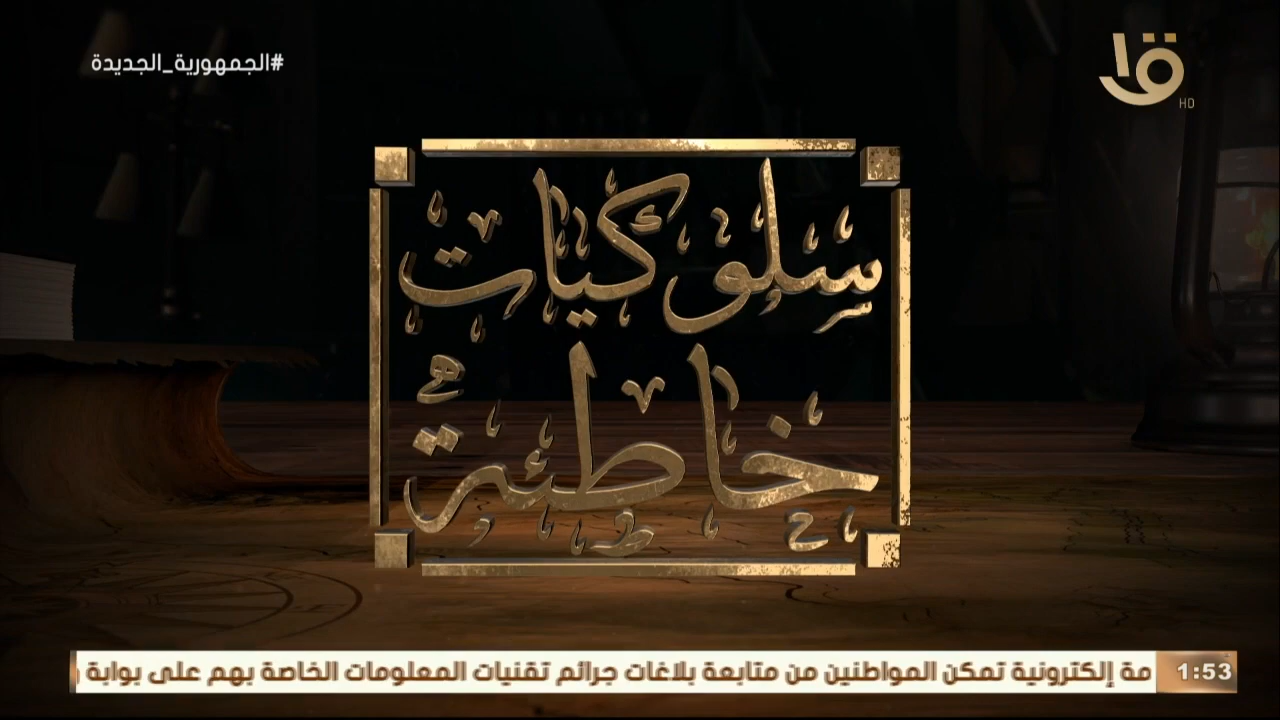 #الجمهورية_الجديدة
HD
سلوكيات
خاطئة
1:53 مة إلكترونية تمكن المواطنين من متابعة بلاغات جرائم تقنيات المعلومات الخاصة بهم على بوابة